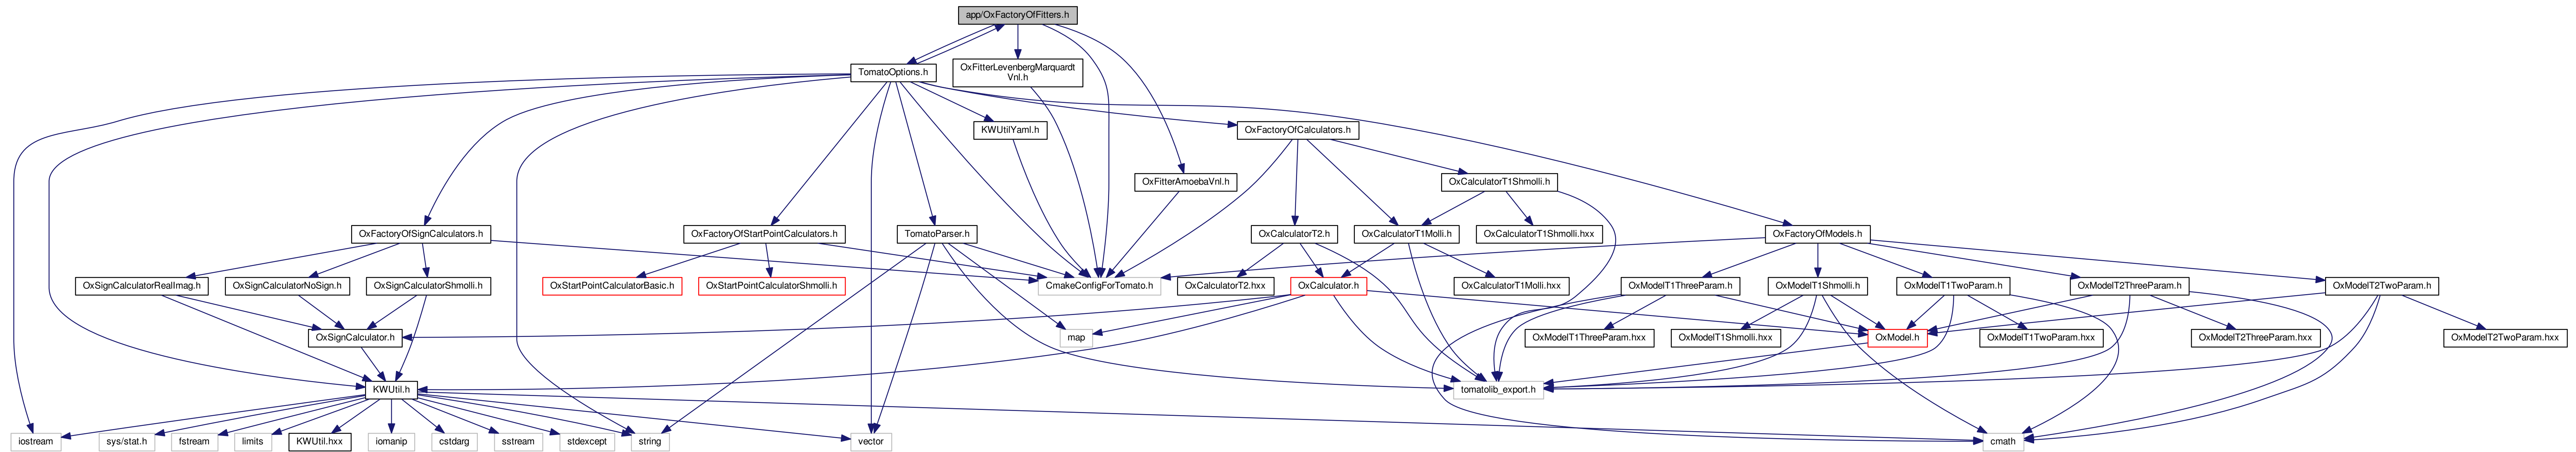 app/OxFactoryOfFitters.h
TomatoOptions.h
OxFitterLevenbergMarquardt
Vnl.h
KWUtilYaml.h
OxFactoryOfCalculators.h
OxFitterAmoebaVnl.h
OxCalculatorT1Shmolli.h
OxFactoryOfSignCalculators.h
OxFactoryOfStartPointCalculators.h
TomatoParser.h
OxCalculatorT2.h
OxCalculatorT1Molli.h
OxCalculatorT1Shmolli.hxx
OxFactoryOfModels.h
OxSignCalculatorRealImag.h
OxSignCalculatorNoSign.h
OxSignCalculatorShmolli.h
OxStartPointCalculatorBasic.h
OxStartPointCalculatorShmolli.h
CmakeConfigForTomato.h
OxCalculatorT2.hxx
OxCalculator.h
OxCalculatorT1Molli.hxx
OxModelT1ThreeParam.h
OxModelT1Shmolli.h
OxModelT1TwoParam.h
OxModelT2ThreeParam.h
OxModelT2TwoParam.h
OxSignCalculator.h
map
OxModelT1ThreeParam.hxx
OxModelT1Shmolli.hxx
OxModel.h
OxModelT1TwoParam.hxx
OxModelT2ThreeParam.hxx
OxModelT2TwoParam.hxx
KWUtil.h
tomatolib_export.h
iostream
sys/stat.h
fstream
limits
KWUtil.hxx
iomanip
cstdarg
sstream
stdexcept
string
vector
cmath